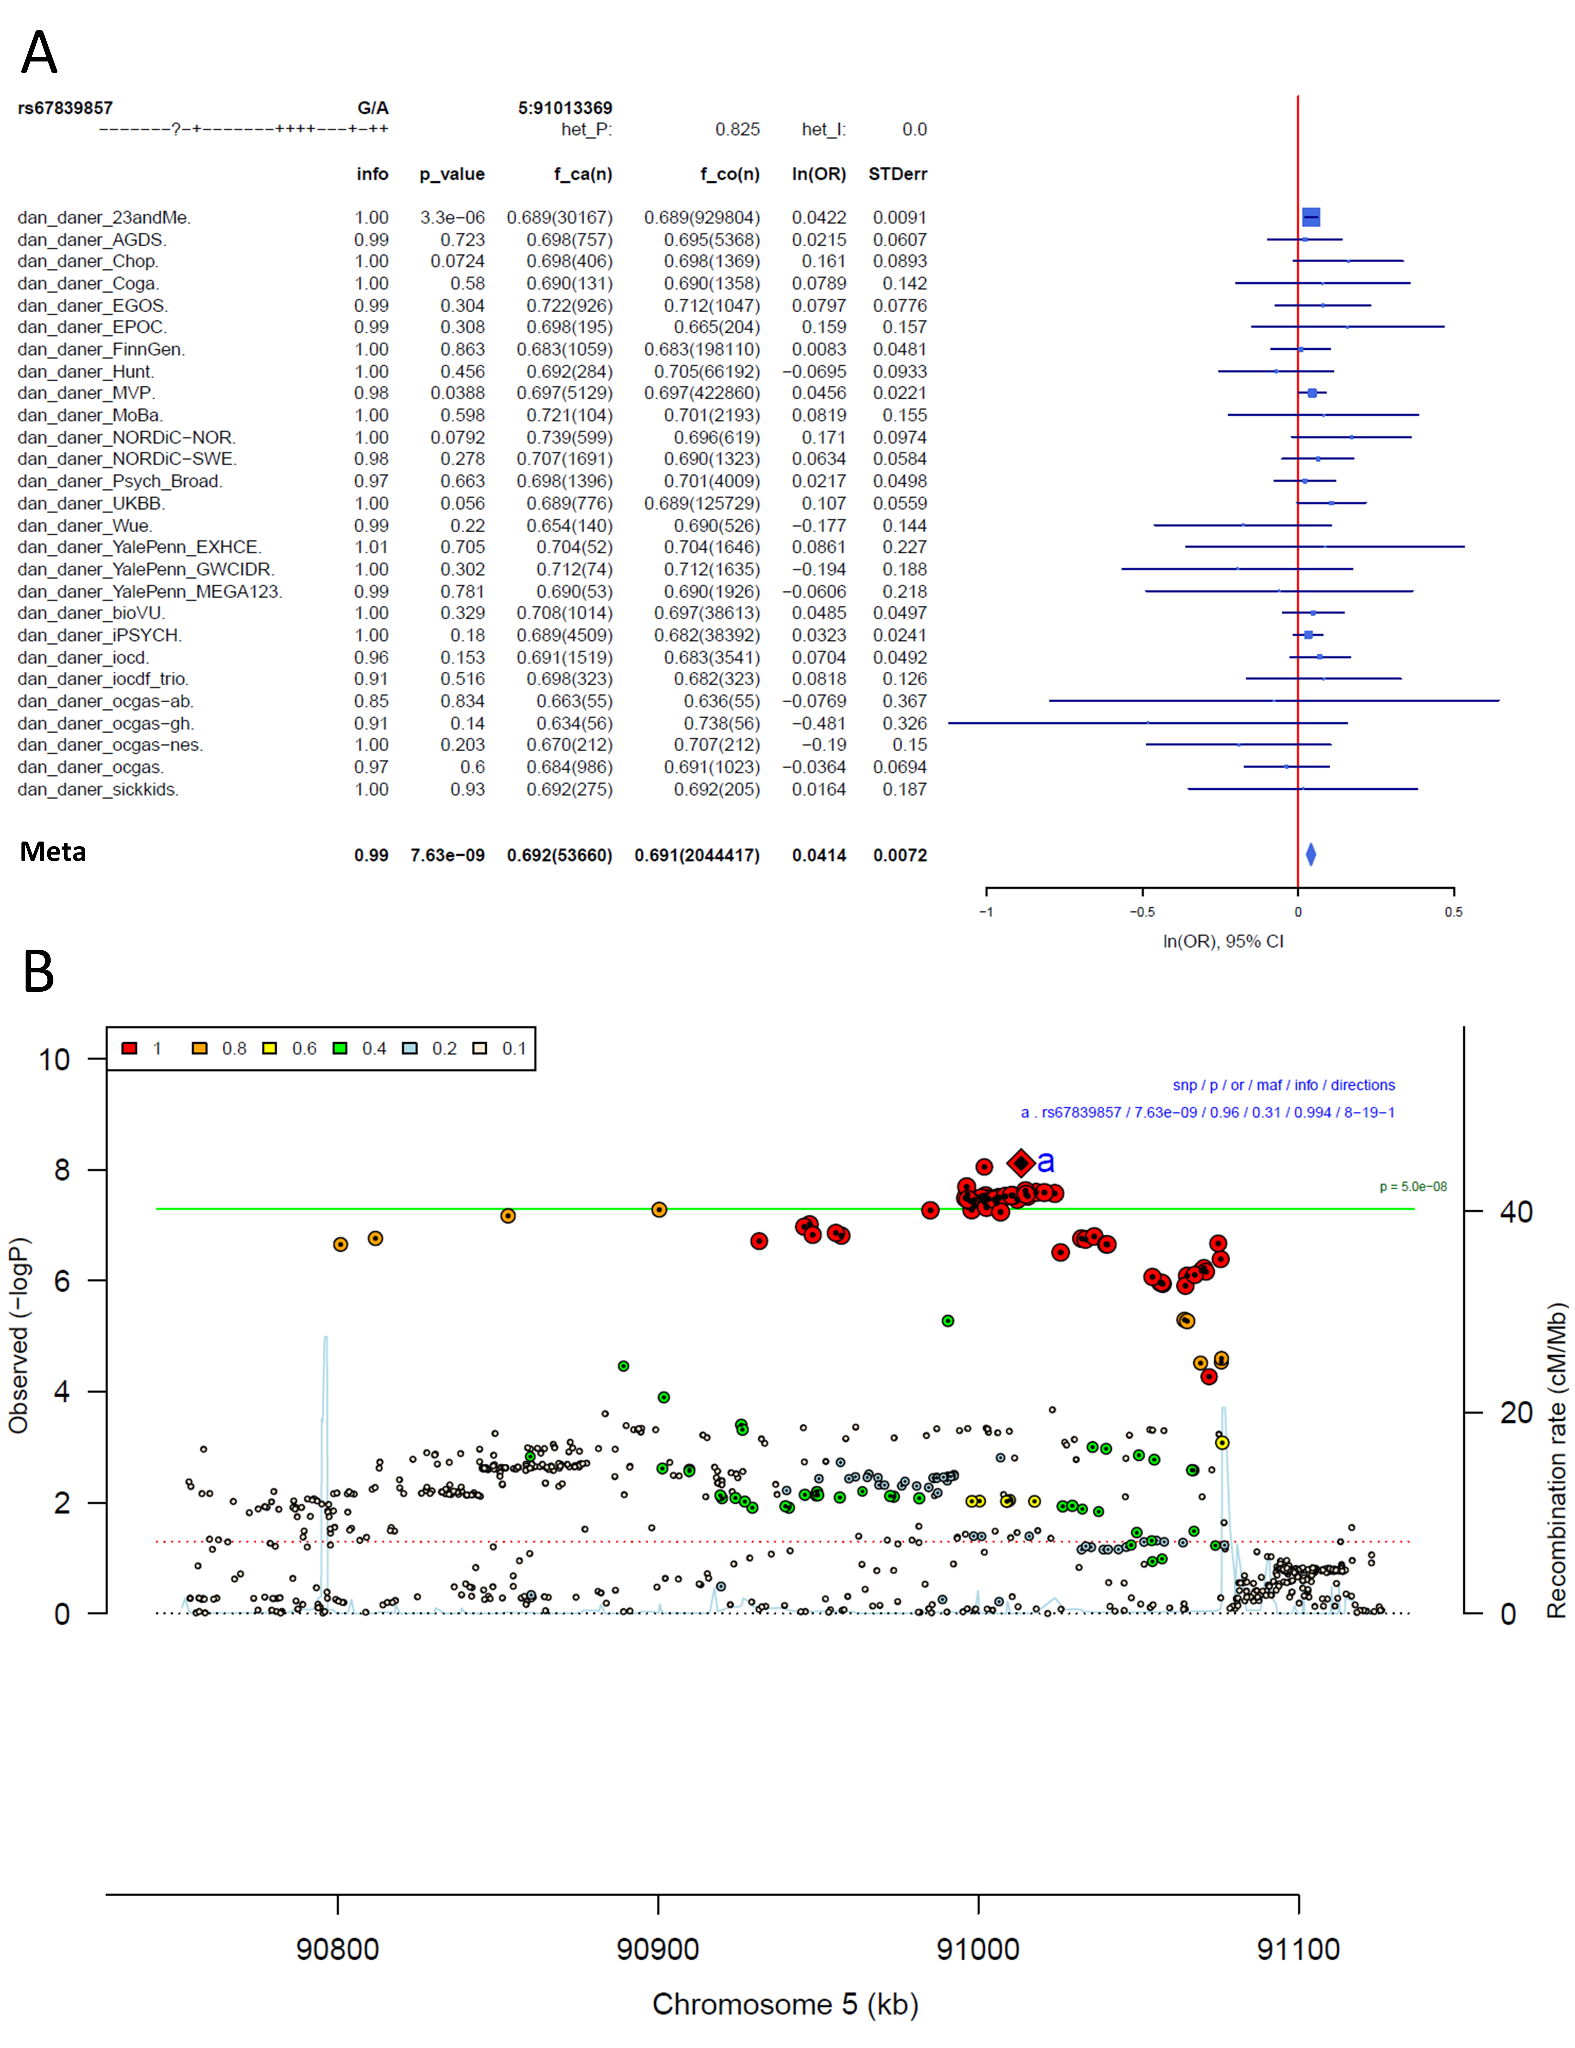 A
rs67839857 G/A 5:91013369
−−−−−−−?−+−−−−−−−++++−−−+−++ het_P: 0.825 het_I: 0.0
info p_value f_ca(n) f_co(n) ln(OR) STDerr
dan_daner_23andMe. 1.00 3.3e−06 0.689(30167) 0.689(929804) 0.0422 0.0091
dan_daner_AGDS. 0.99 0.723 0.698(757) 0.695(5368) 0.0215 0.0607
dan_daner_Chop. 1.00 0.0724 0.698(406) 0.698(1369) 0.161 0.0893
dan_daner_Coga. 1.00 0.58 0.690(131) 0.690(1358) 0.0789 0.142
dan_daner_EGOS. 0.99 0.304 0.722(926) 0.712(1047) 0.0797 0.0776
dan_daner_EPOC. 0.99 0.308 0.698(195) 0.665(204) 0.159 0.157
dan_daner_FinnGen. 1.00 0.863 0.683(1059) 0.683(198110) 0.0083 0.0481
dan_daner_Hunt. 1.00 0.456 0.692(284) 0.705(66192) −0.0695 0.0933
dan_daner_MVP. 0.98 0.0388 0.697(5129) 0.697(422860) 0.0456 0.0221
dan_daner_MoBa. 1.00 0.598 0.721(104) 0.701(2193) 0.0819 0.155
dan_daner_NORDiC−NOR. 1.00 0.0792 0.739(599) 0.696(619) 0.171 0.0974
dan_daner_NORDiC−SWE. 0.98 0.278 0.707(1691) 0.690(1323) 0.0634 0.0584
dan_daner_Psych_Broad. 0.97 0.663 0.698(1396) 0.701(4009) 0.0217 0.0498
dan_daner_UKBB. 1.00 0.056 0.689(776) 0.689(125729) 0.107 0.0559
dan_daner_Wue. 0.99 0.22 0.654(140) 0.690(526) −0.177 0.144
dan_daner_YalePenn_EXHCE. 1.01 0.705 0.704(52) 0.704(1646) 0.0861 0.227
dan_daner_YalePenn_GWCIDR. 1.00 0.302 0.712(74) 0.712(1635) −0.194 0.188
dan_daner_YalePenn_MEGA123. 0.99 0.781 0.690(53) 0.690(1926) −0.0606 0.218
dan_daner_bioVU. 1.00 0.329 0.708(1014) 0.697(38613) 0.0485 0.0497
dan_daner_iPSYCH. 1.00 0.18 0.689(4509) 0.682(38392) 0.0323 0.0241
dan_daner_iocd. 0.96 0.153 0.691(1519) 0.683(3541) 0.0704 0.0492
dan_daner_iocdf_trio. 0.91 0.516 0.698(323) 0.682(323) 0.0818 0.126
dan_daner_ocgas−ab. 0.85 0.834 0.663(55) 0.636(55) −0.0769 0.367
dan_daner_ocgas−gh. 0.91 0.14 0.634(56) 0.738(56) −0.481 0.326
dan_daner_ocgas−nes. 1.00 0.203 0.670(212) 0.707(212) −0.19 0.15
dan_daner_ocgas. 0.97 0.6 0.684(986) 0.691(1023) −0.0364 0.0694
dan_daner_sickkids. 1.00 0.93 0.692(275) 0.692(205) 0.0164 0.187
Meta 0.99 7.63e−09 0.692(53660) 0.691(2044417) 0.0414 0.0072
−1 −0.5 0 0.5
ln(OR), 95% CI
B
1 0.8 0.6 0.4 0.2 0.1
snp / p / or / maf / info / directions
a . rs67839857 / 7.63e−09 / 0.96 / 0.31 / 0.994 / 8−19−1
a
p = 5.0e−08
10
8
6
4
2
0
Observed (−logP)
40
20
0
Recombination rate (cM/Mb)
90800 90900 91000 91100
Chromosome 5 (kb)